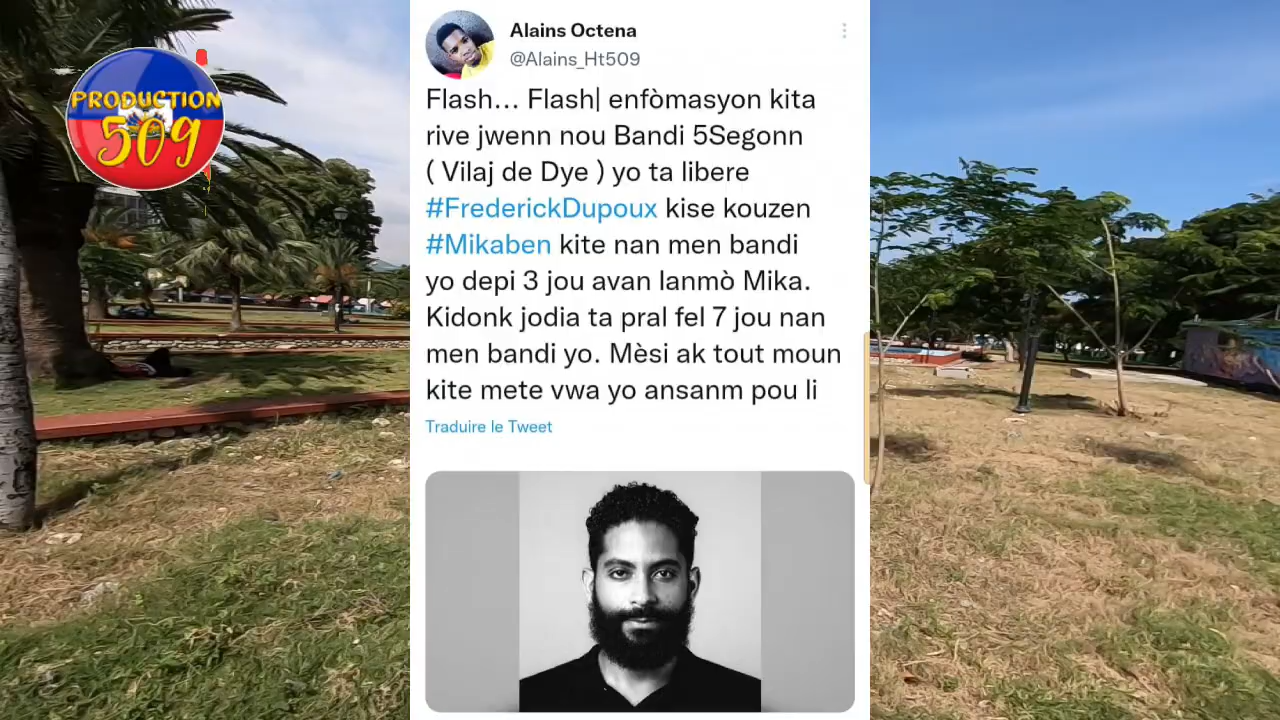 PRODUCTION
509
Alains Octena
@Alains_Ht509
Flash... Flash| enfòmasyon kita
rive jwenn nou Bandi 5Segonn
( Vilaj de Dye ) yo ta libere
#FrederickDupoux kise kouzen
#Mikaben kite nan men bandi
yo depi 3 jou avan lanmò Mika.
Kidonk jodia ta pral fel 7 jou nan
men bandi yo. Mèsi ak tout moun
kite mete vwa yo ansanm pou li
Traduire le Tweet